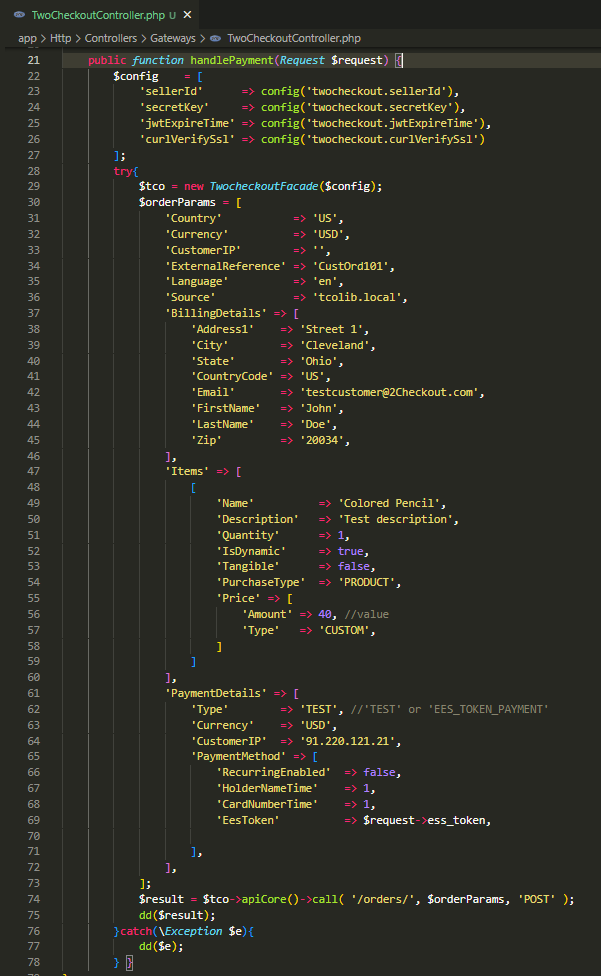 TwoCheckoutController.php U ×
app > Http > Controllers > Gateways > TwoCheckoutController.php
21 public function handlePayment(Request $request) {
22 $config = [
23 'sellerId' => config('twocheckout.sellerId'),
24 'secretKey' => config('twocheckout.secretKey'),
25 'jwtExpireTime' => config('twocheckout.jwtExpireTime'),
26 'curlVerifySsl' => config('twocheckout.curlVerifySsl')
27 ];
28 try{
29 $tco = new TwocheckoutFacade($config);
30 $orderParams = [
31 'Country' => 'US',
32 'Currency' => 'USD',
33 'CustomerIP' => '',
34 'ExternalReference' => 'CustOrd101',
35 'Language' => 'en',
36 'Source' => 'tcolib.local',
37 'BillingDetails' => [
38 'Address1' => 'Street 1',
39 'City' => 'Cleveland',
40 'State' => 'Ohio',
41 'CountryCode' => 'US',
42 'Email' => 'testcustomer@2Checkout.com',
43 'FirstName' => 'John',
44 'LastName' => 'Doe',
45 'Zip' => '20034',
46 ],
47 'Items' => [
48 [
49 'Name' => 'Colored Pencil',
50 'Description' => 'Test description',
51 'Quantity' => 1,
52 'IsDynamic' => true,
53 'Tangible' => false,
54 'PurchaseType' => 'PRODUCT',
55 'Price' => [
56 'Amount' => 40, //value
57 'Type' => 'CUSTOM',
58 ]
59 ]
60 ],
61 'PaymentDetails' => [
62 'Type' => 'TEST', //'TEST' or 'EES_TOKEN_PAYMENT'
63 'Currency' => 'USD',
64 'CustomerIP' => '91.220.121.21',
65 'PaymentMethod' => [
66 'RecurringEnabled' => false,
67 'HolderNameTime' => 1,
68 'CardNumberTime' => 1,
69 'EesToken' => $request->ess_token,
70
71 ],
72 ],
73 ];
74 $result = $tco->apiCore()->call( '/orders/', $orderParams, 'POST' );
75 dd($result);
76 }catch(\Exception $e){
77 dd($e);
78 } }